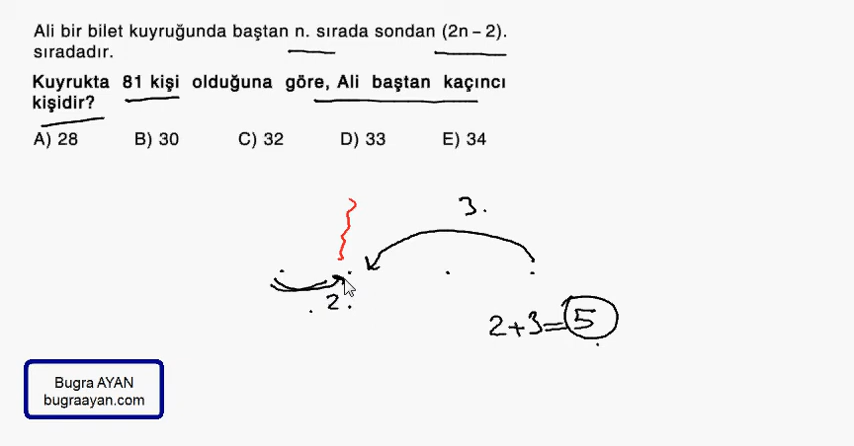 Ali bir bilet kuyruğunda baştan n. sırada sondan (2n – 2).
sıradadır.
Kuyrukta 81 kişi olduğuna göre, Ali baştan kaçıncı
kişidir?
A) 28 B) 30 C) 32 D) 33 E) 34
3.
2.
2+3=5
Bugra AYAN
bugraayan.com